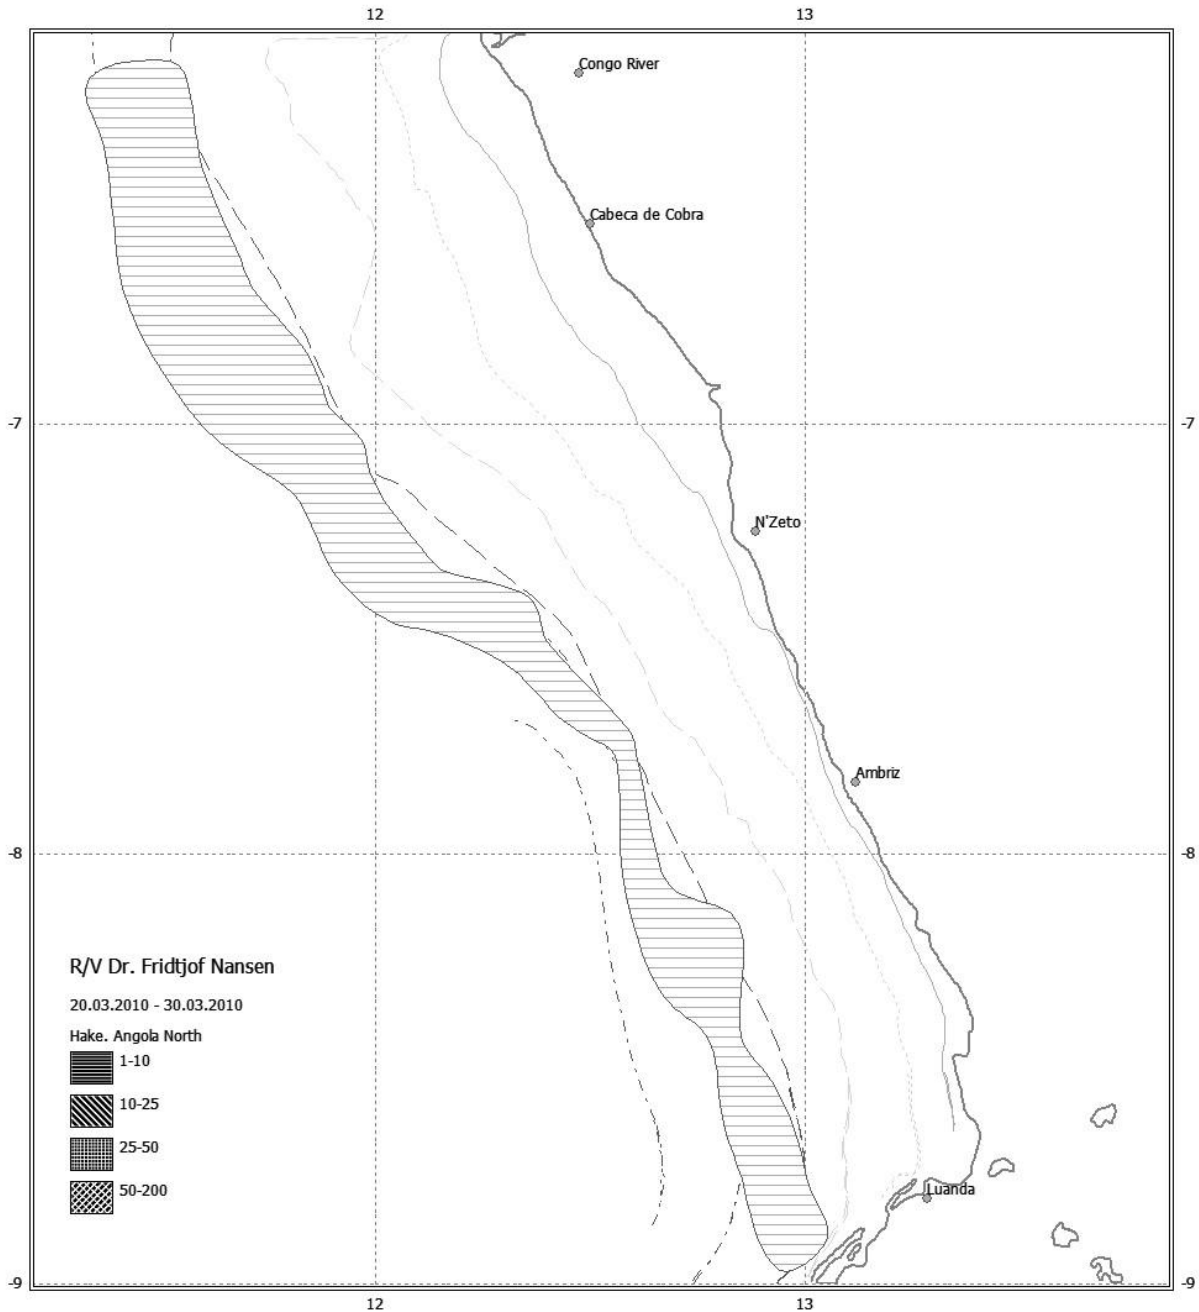 12 13
Congo River
Cabeca de Cobra
-7 -7
N'Zeto
Ambriz
-8 -8
R/V Dr. Fridtjof Nansen
20.03.2010 - 30.03.2010
Hake. Angola North
1-10
10-25
25-50
50-200
Luanda
-9 -9
12 13